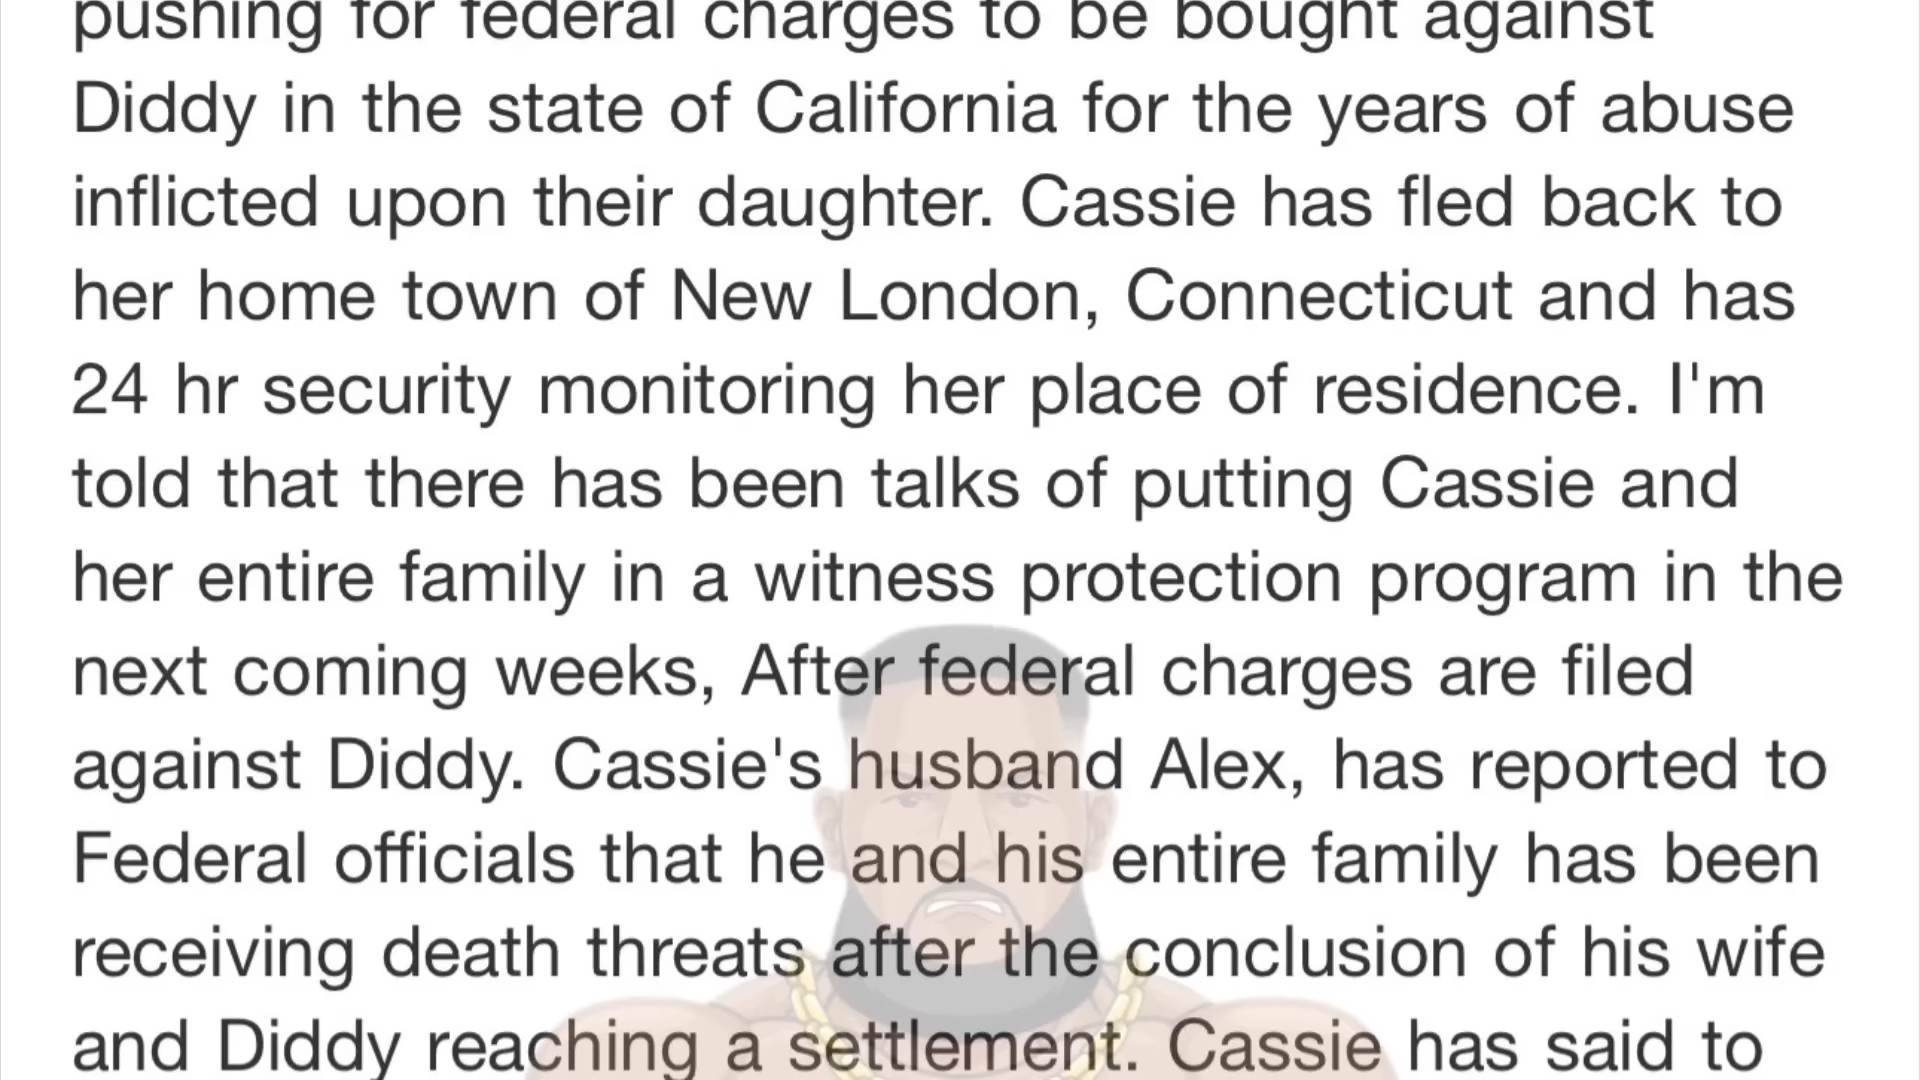 pushing for federal charges to be bought against
Diddy in the state of California for the years of abuse
inflicted upon their daughter. Cassie has fled back to
her home town of New London, Connecticut and has
24 hr security monitoring her place of residence. I'm
told that there has been talks of putting Cassie and
her entire family in a witness protection program in the
next coming weeks, After federal charges are filed
against Diddy. Cassie's husband Alex, has reported to
Federal officials that he and his entire family has been
receiving death threats after the conclusion of his wife
and Diddy reaching a settlement. Cassie has said to